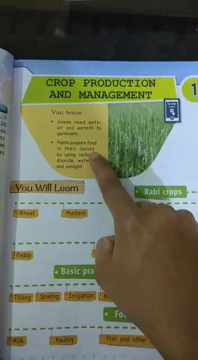 CROP PRODUCTION
AND MANAGEMENT
1
You know
• Seeds need water,
air and warmth to
germinate.
• Plants prepare food
in their leaves
by using carbon
dioxide, water
and sunlight.
You Will Learn
Rabi crops
Wheat
Mustard
Paddy
Basic pra
Tilling
Sowing
Irrigation
Fo
Milk
Poultry
Fish and other